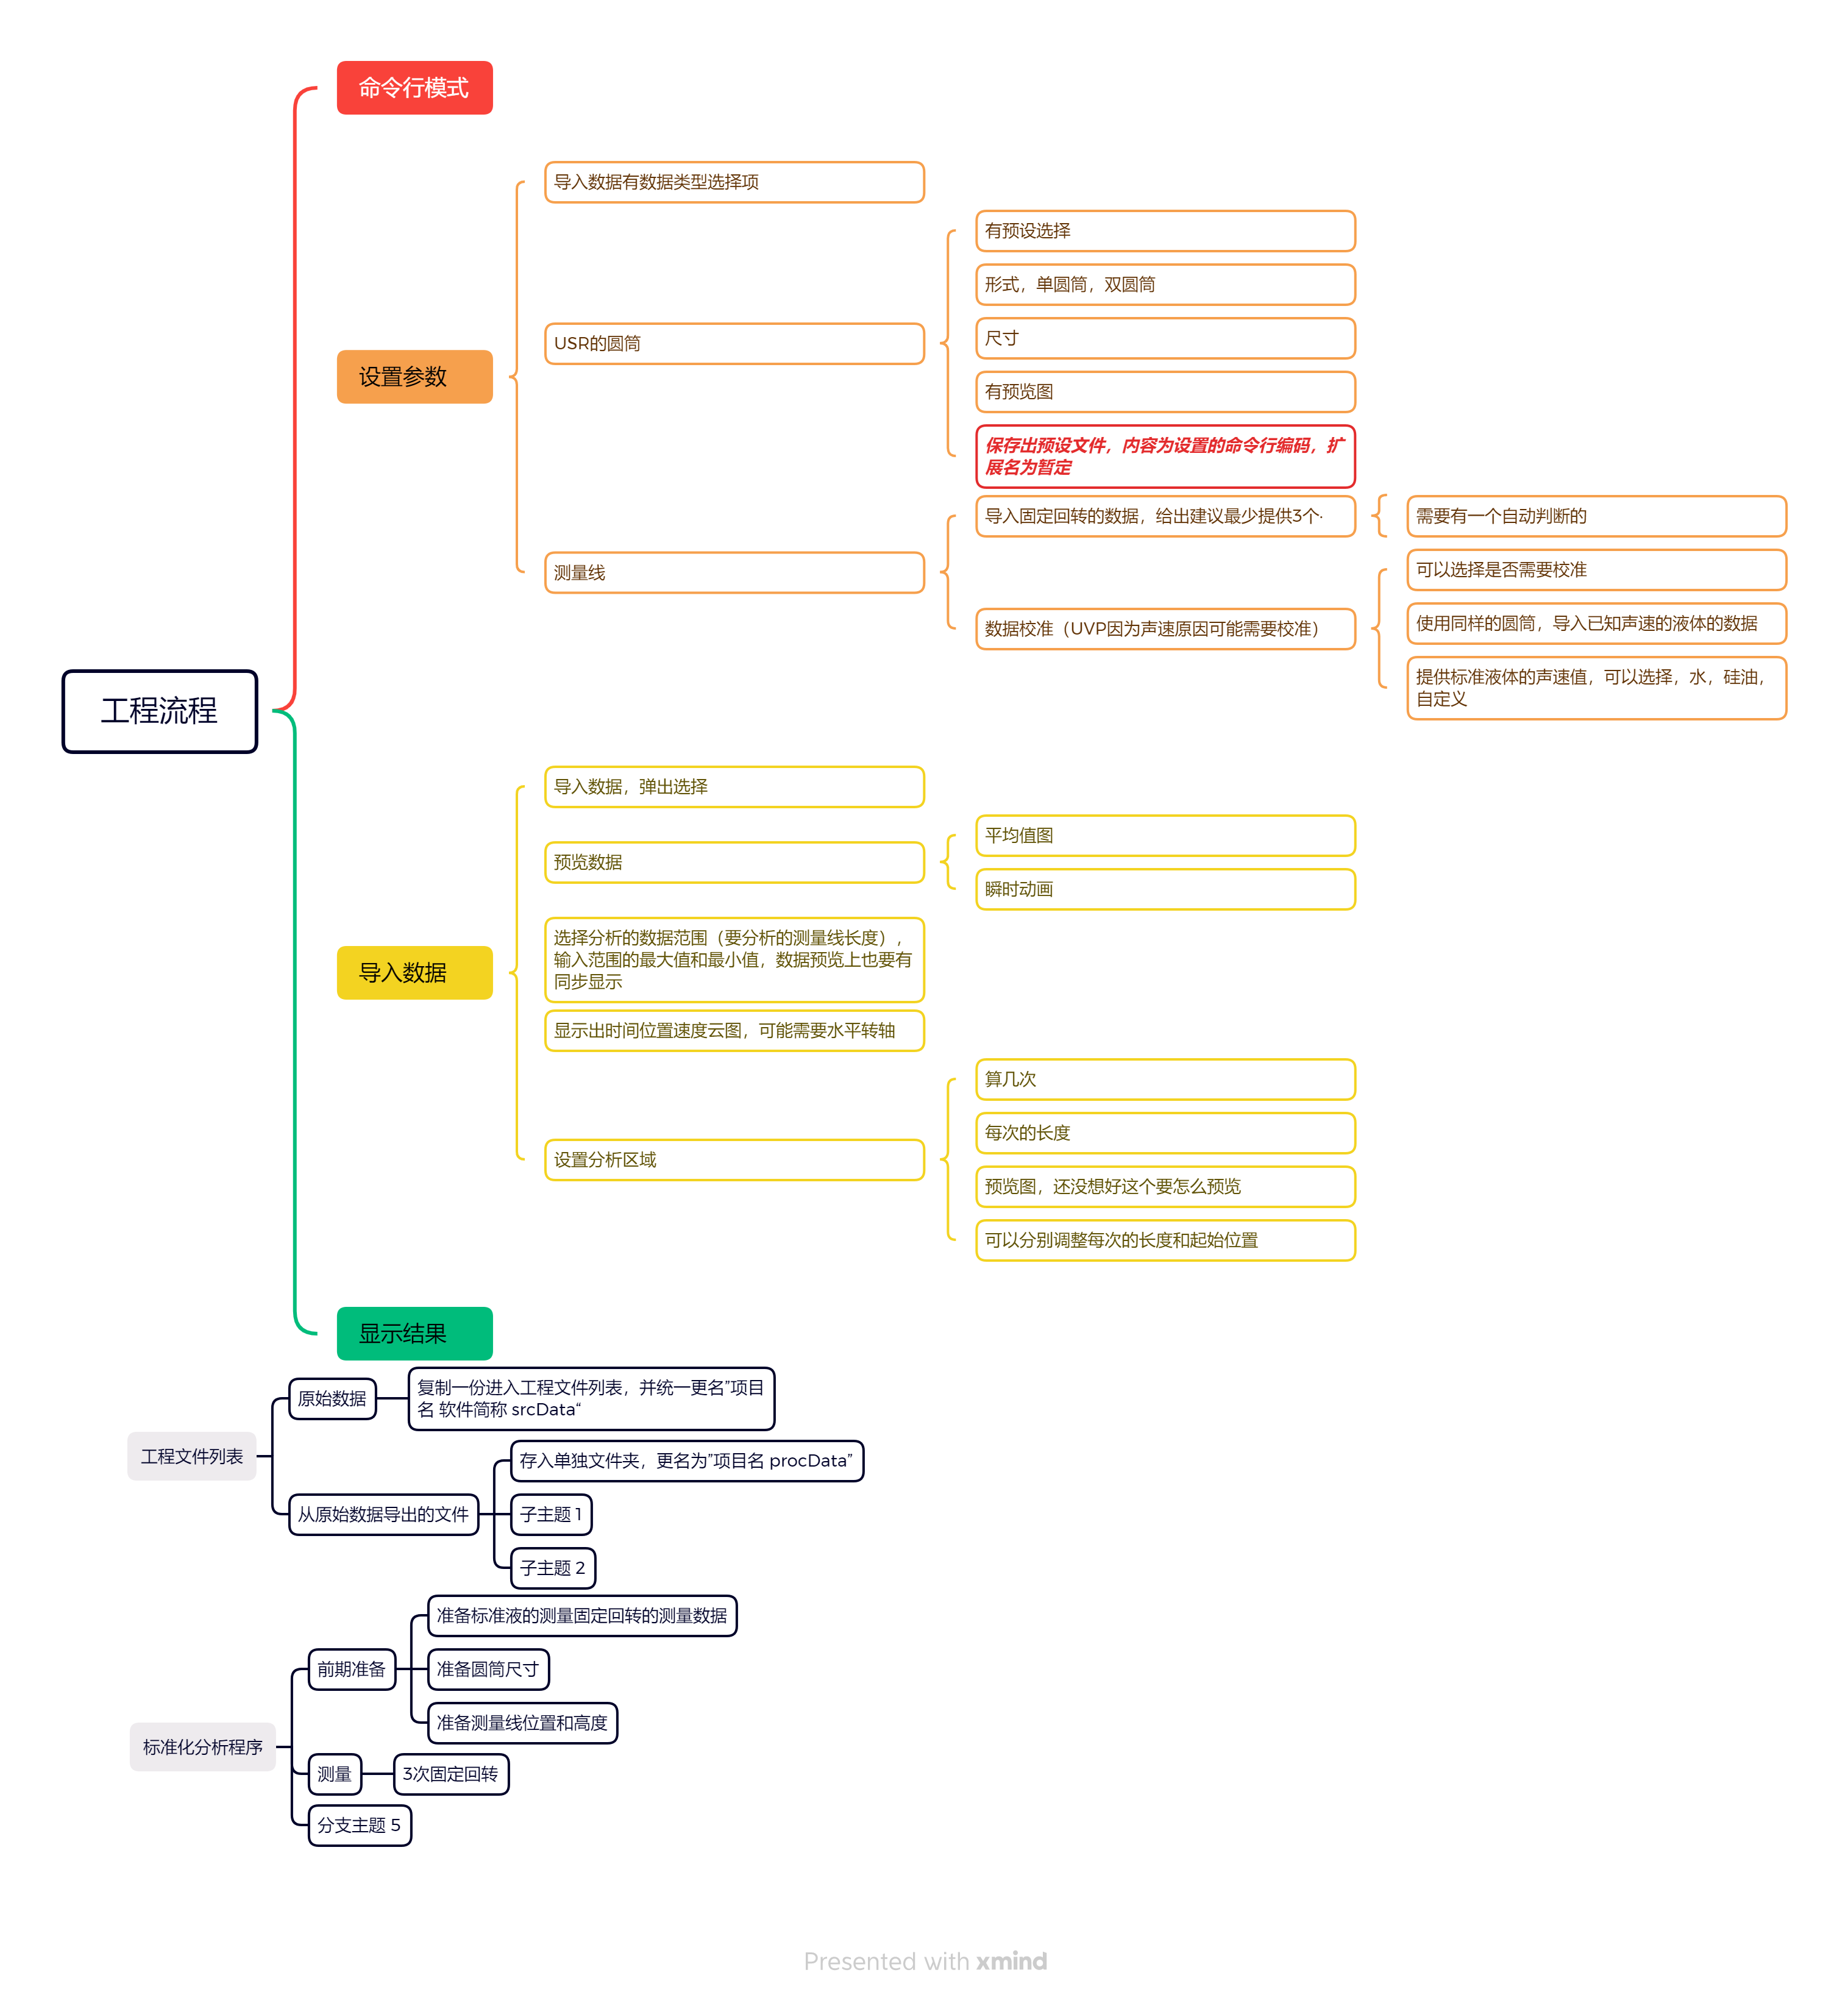 命令行模式
导入数据有数据类型选择项
有预设选择
形式，单圆筒，双圆筒
USR的圆筒
尺寸
设置参数
有预览图
保存出预设文件，内容为设置的命令行编码，扩
展名为暂定
导入固定回转的数据，给出建议最少提供3个·
需要有一个自动判断的
测量线
可以选择是否需要校准
数据校准（UVP因为声速原因可能需要校准）
使用同样的圆筒，导入已知声速的液体的数据
提供标准液体的声速值，可以选择，水，硅油，
自定义
工程流程
导入数据，弹出选择
平均值图
预览数据
瞬时动画
选择分析的数据范围（要分析的测量线长度），
输入范围的最大值和最小值，数据预览上也要有
同步显示
导入数据
显示出时间位置速度云图，可能需要水平转轴
算几次
每次的长度
设置分析区域
预览图，还没想好这个要怎么预览
可以分别调整每次的长度和起始位置
显示结果
原始数据
复制一份进入工程文件列表，并统一更名”项目
名 软件简称 srcData“
工程文件列表
存入单独文件夹，更名为”项目名 procData”
从原始数据导出的文件
子主题 1
子主题 2
准备标准液的测量固定回转的测量数据
前期准备
准备圆筒尺寸
准备测量线位置和高度
标准化分析程序
测量
3次固定回转
分支主题 5
Presented with xmind